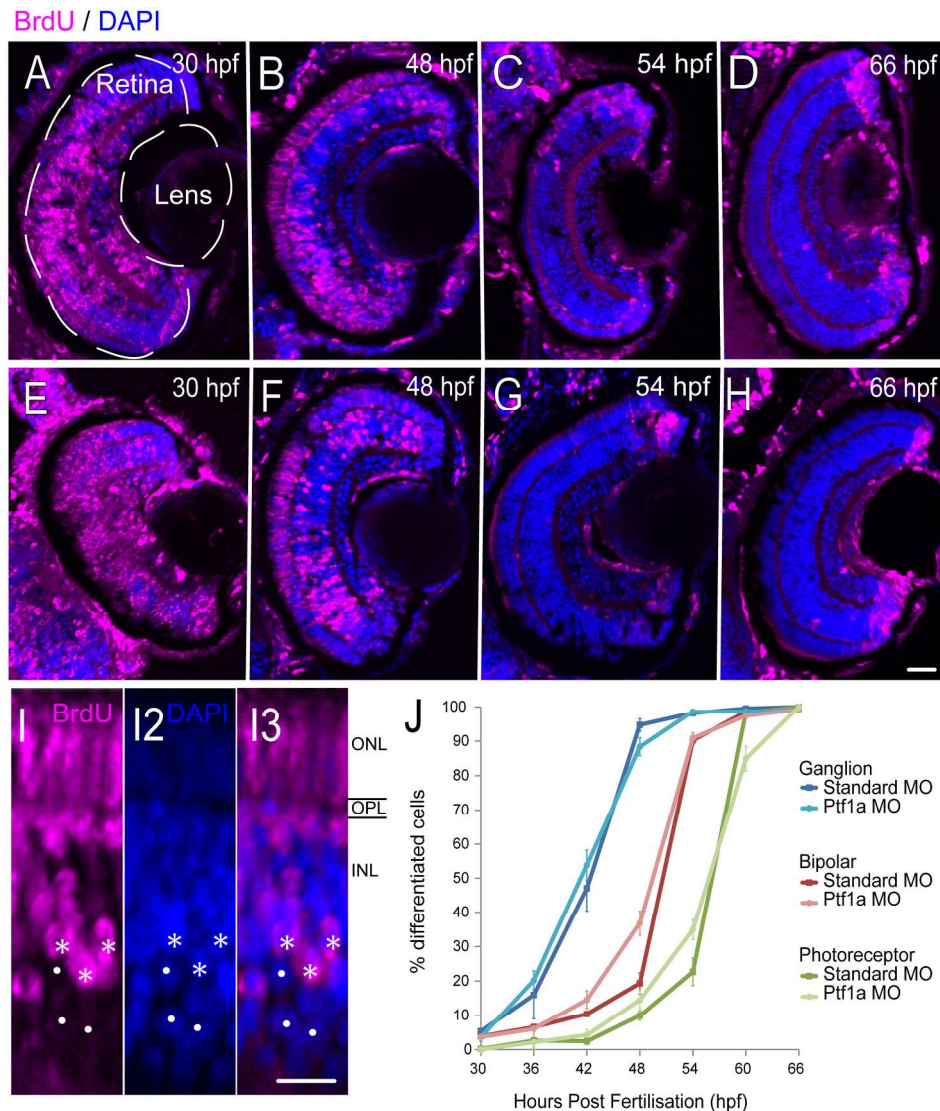 BrdU / DAPI
A
30 hpf
Retina
Lens
B
48 hpf
C
54 hpf
D
66 hpf
E
30 hpf
F
48 hpf
G
54 hpf
H
66 hpf
I
BrdU
I2
DAPI
I3
ONL
OPL
INL
* * *
* * *
* * *
J
% differentiated cells
100
90
80
70
60
50
40
30
20
10
0
30 36 42 48 54 60 66
Hours Post Fertilisation (hpf)
Ganglion
Standard MO
Ptf1a MO
Bipolar
Standard MO
Ptf1a MO
Photoreceptor
Standard MO
Ptf1a MO